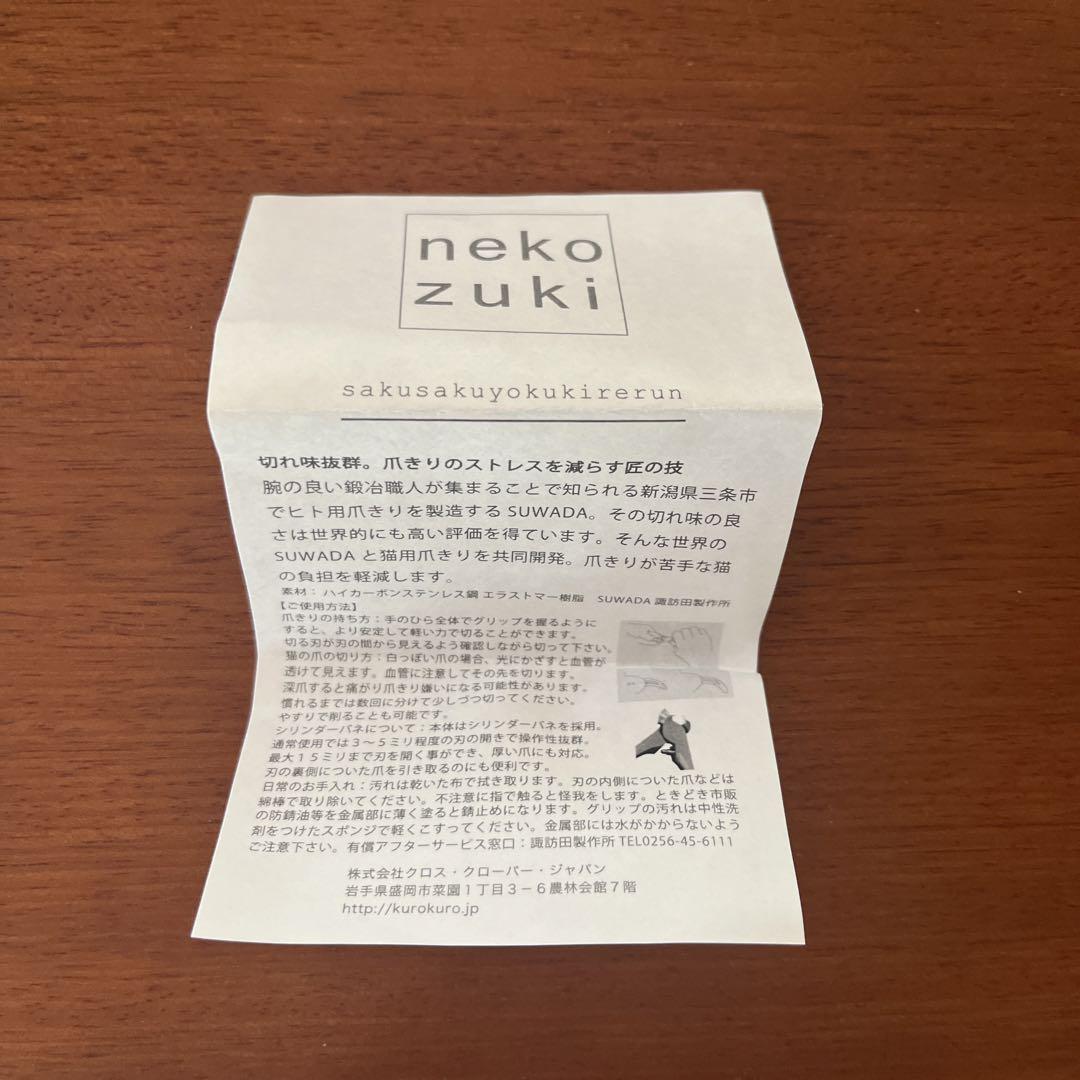 neko
zuki
sakusakuyokukirerun
切れ味抜群。爪きりのストレスを減らす匠の技
腕の良い鍛冶職人が集まることで知られる新潟県三条市
でヒト用爪きりを製造する SUWADA。その切れ味の良
さは世界的にも高い評価を得ています。そんな世界の
SUWADA と猫用爪きりを共同開発。爪きりが苦手な猫
の負担を軽減します。
素材：ハイカーボンステンレス鋼 エラストマー樹脂　SUWADA 諏訪田製作所
【ご使用方法】
爪きりの持ち方：手のひら全体でグリップを握るように
すると、より安定して軽い力で切ることができます。
切る刃が刃の間から見えるよう確認しながら切って下さい。
猫の爪の切り方：白っぽい爪の場合、光にかざすと血管が
透けて見えます。血管に注意してその先を切ります。
深爪すると痛がり爪きり嫌いになる可能性があります。
慣れるまでは数回に分けて少しづつ切ってください。
やすりで削ることも可能です。
シリンダーバネについて：本体はシリンダーバネを採用。
通常使用では３〜５ミリ程度の刃の開きで操作性抜群。
最大１５ミリまで刃を開く事ができ、厚い爪にも対応。
刃の裏側についた爪を引き取るのにも便利です。
日常のお手入れ：汚れは乾いた布で拭き取ります。刃の内側についた爪などは
綿棒で取り除いてください。不注意に指で触ると怪我をします。ときどき市販
の防錆油等を金属部に薄く塗ると錆止めになります。グリップの汚れは中性洗
剤をつけたスポンジで軽くこすってください。金属部には水がかからないよう
ご注意下さい。有償アフターサービス窓口：諏訪田製作所 TEL0256-45-6111
株式会社クロス・クローバー・ジャパン
岩手県盛岡市菜園１丁目３－６農林会館７階
http://kurokuro.jp